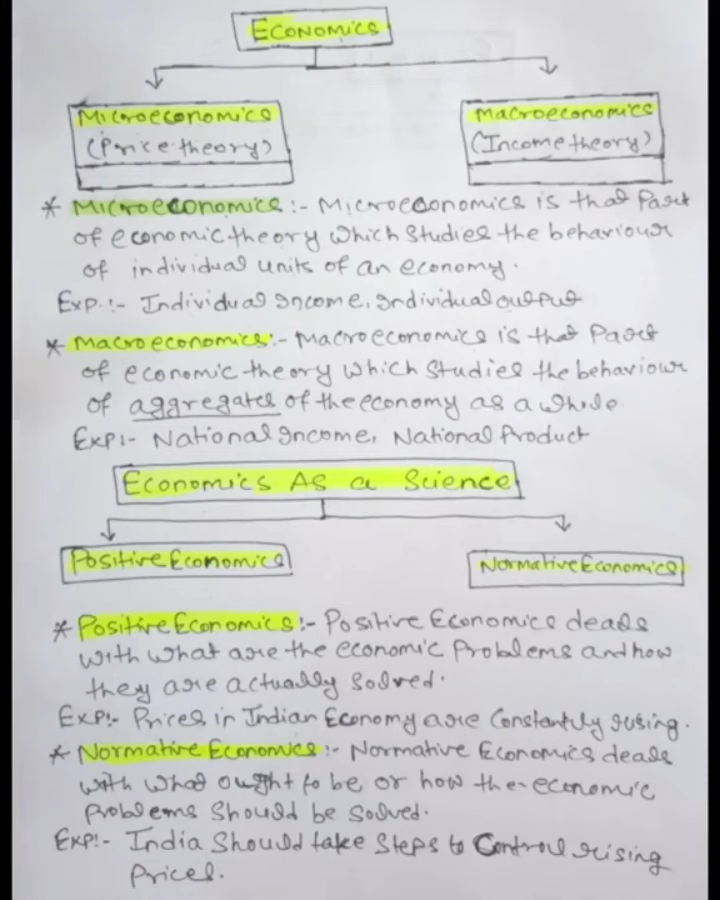 Economics
Microeconomics
(Price theory)
Macroeconomics
(Income theory)
* Microeconomics :- Microeconomics is that Part
of economic theory which Studies the behaviour
of individual units of an economy.
Exp. :- Individual Income, Individual output
* Macroeconomics :- Macroeconomics is that Part
of economic theory which Studies the behaviour
of aggregates of the economy as a whole.
Exp :- National Income, National Product
Economics As a Science
Positive Economics
Normative Economics
* Positive Economics :- Positive Economics deals
with what are the economic Problems and how
they are actually Solved.
Exp :- Prices in Indian Economy are Constantly rising.
* Normative Economics :- Normative Economics deals
with what ought to be or how the economic
Problems Should be Solved.
Exp :- India Should take Steps to Control rising
Prices.